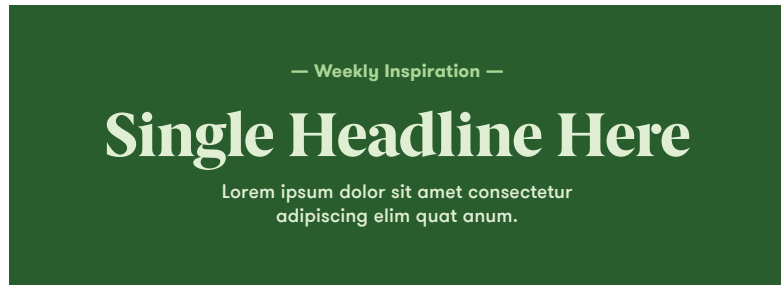 — Weekly Inspiration —
Single Headline Here
Lorem ipsum dolor sit amet consectetur
adipiscing elim quat anum.